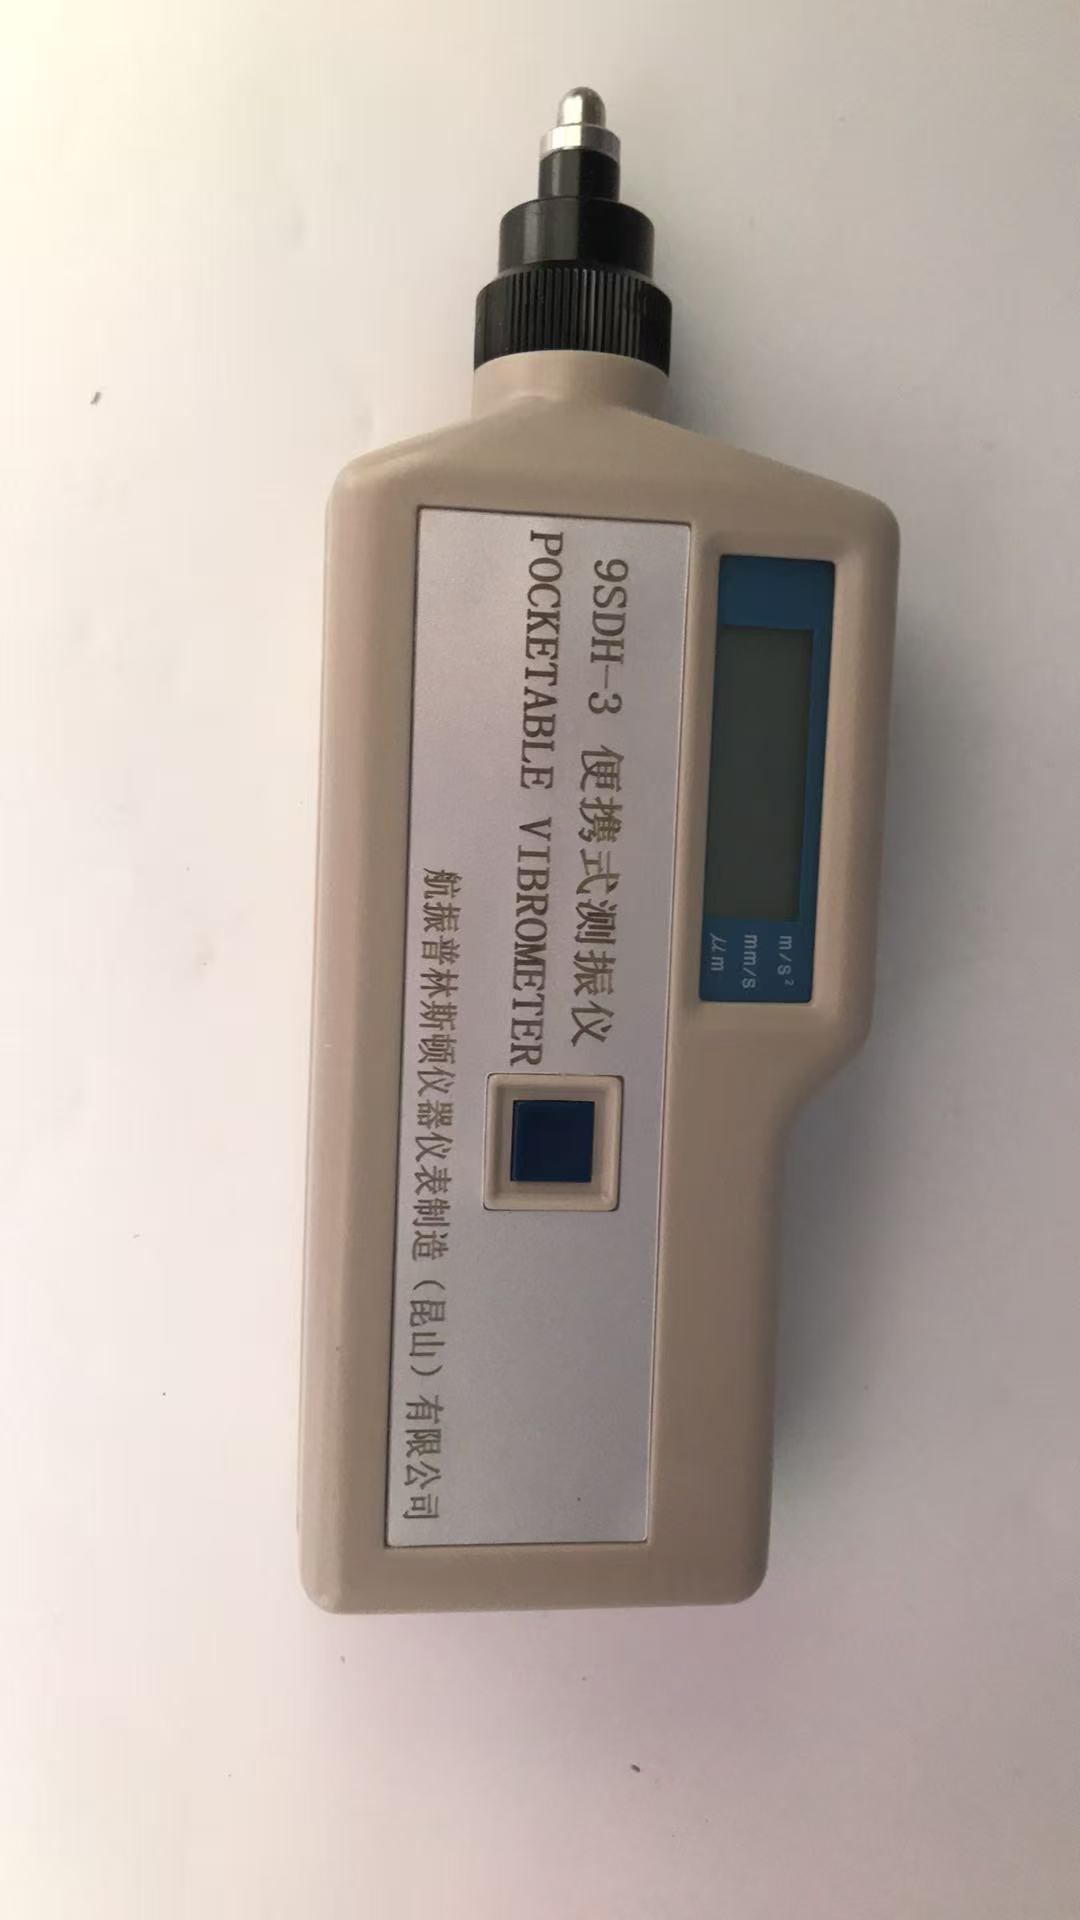 9SDH-3 便携式测振仪
POCKETABLE VIBROMETER
航振普林斯顿仪器仪表制造（昆山）有限公司
m/s²
mm/s
μm